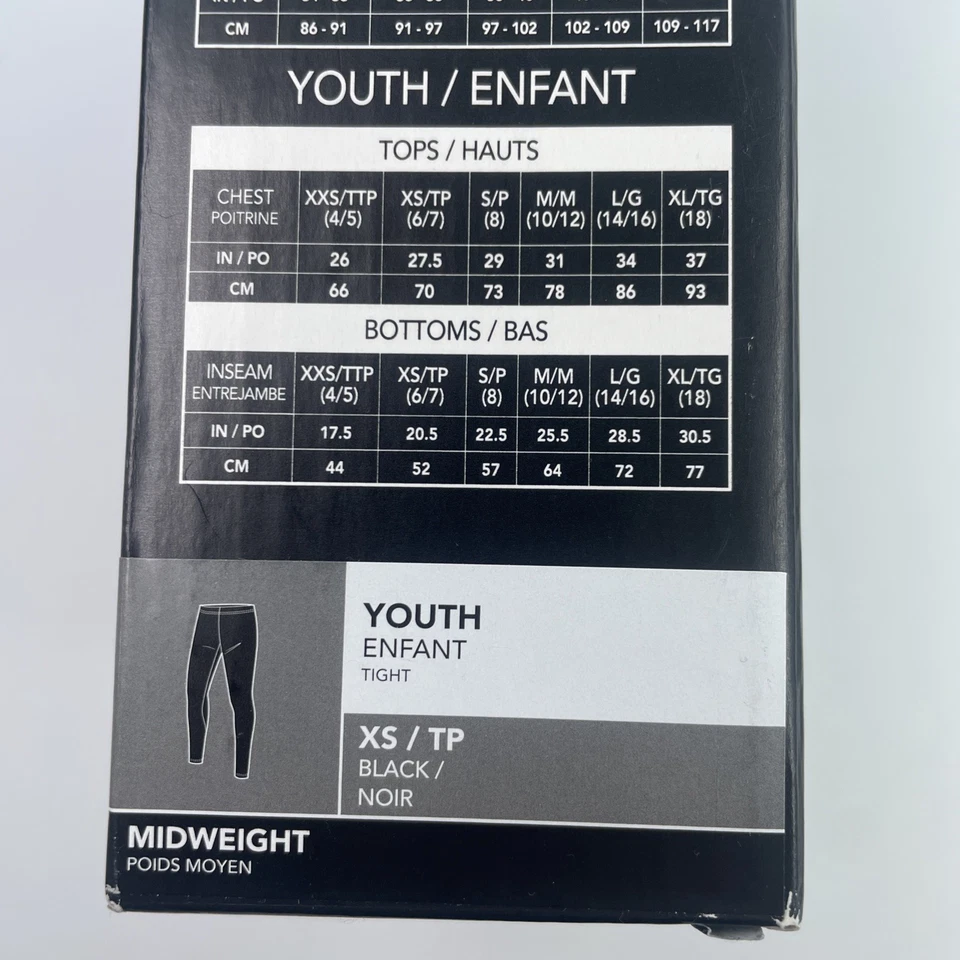 CM 86 - 91 91 - 97 97 - 102 102 - 109 109 - 117
YOUTH / ENFANT
TOPS / HAUTS
CHEST XXS/TTP XS/TP S/P M/M L/G XL/TG
POITRINE (4/5) (6/7) (8) (10/12) (14/16) (18)
IN / PO 26 27.5 29 31 34 37
CM 66 70 73 78 86 93
BOTTOMS / BAS
INSEAM XXS/TTP XS/TP S/P M/M L/G XL/TG
ENTREJAMBE (4/5) (6/7) (8) (10/12) (14/16) (18)
IN / PO 17.5 20.5 22.5 25.5 28.5 30.5
CM 44 52 57 64 72 77
YOUTH
ENFANT
TIGHT
XS / TP
BLACK /
NOIR
MIDWEIGHT
POIDS MOYEN